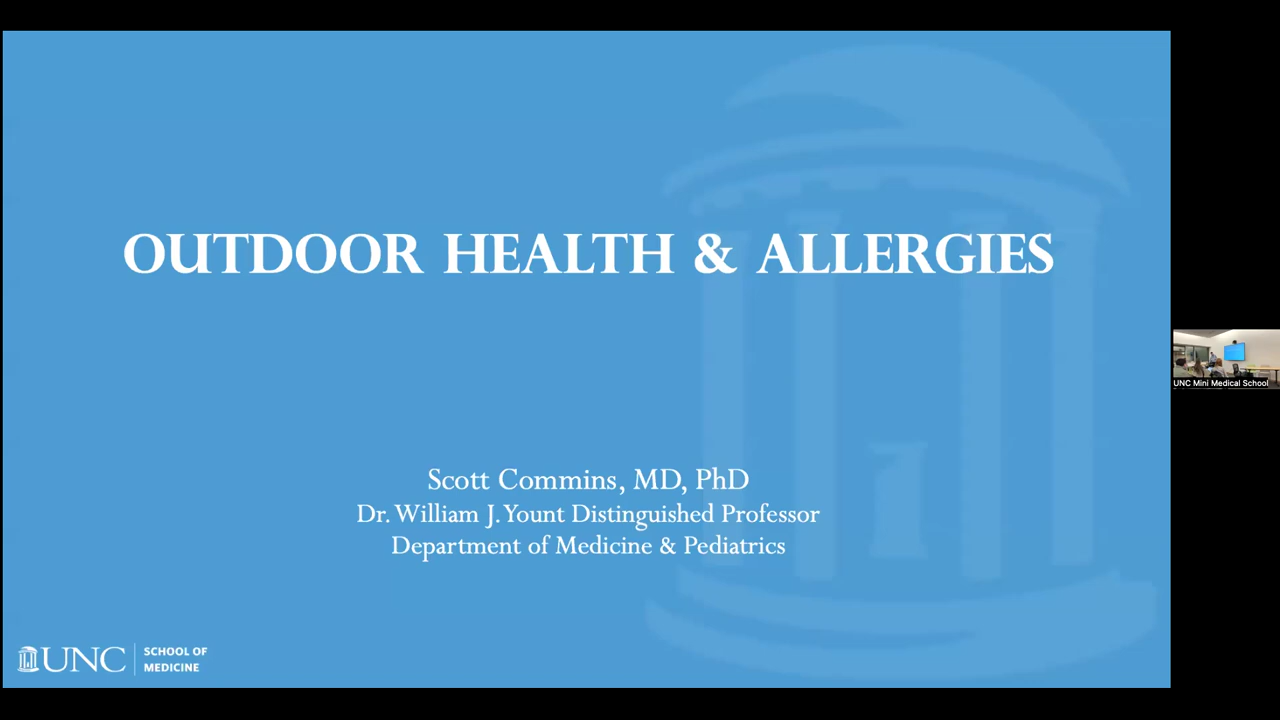 OUTDOOR HEALTH & ALLERGIES
Scott Commins, MD, PhD
Dr. William J. Yount Distinguished Professor
Department of Medicine & Pediatrics
UNC
SCHOOL OF
MEDICINE
UNC Mini Medical School